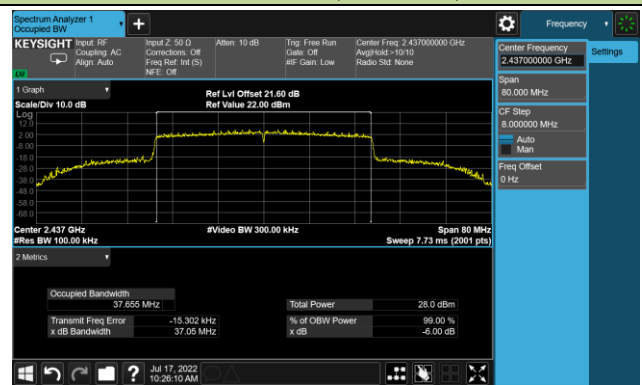 Spectrum Analyzer 1
Occupied BW
+
Frequency
KEYSIGHT
Input: RF
Coupling: AC
Align: Auto
Input Z: 50 Ω
Corrections: Off
Freq Ref: Int (S)
NFE: Off
Atten: 10 dB
Trig: Free Run
Gate: Off
#IF Gain: Low
Center Freq: 2.437000000 GHz
Avg|Hold:>10/10
Radio Std: None
Center Frequency
2.437000000 GHz
Settings
Span
80.000 MHz
CF Step
8.000000 MHz
Auto
Man
Freq Offset
0 Hz
1 Graph
Scale/Div 10.0 dB
Ref Lvl Offset 21.60 dB
Ref Value 22.00 dBm
Log
12.0
2.00
-8.00
-18.0
-28.0
-38.0
-48.0
-58.0
-68.0
Center 2.437 GHz
#Res BW 100.00 kHz
#Video BW 300.00 kHz
Span 80 MHz
Sweep 7.73 ms (2001 pts)
2 Metrics
Occupied Bandwidth
37.655 MHz
Total Power 28.0 dBm
Transmit Freq Error -15.302 kHz
% of OBW Power 99.00 %
x dB Bandwidth 37.05 MHz
x dB -6.00 dB
?
Jul 17, 2022
10:26:10 AM